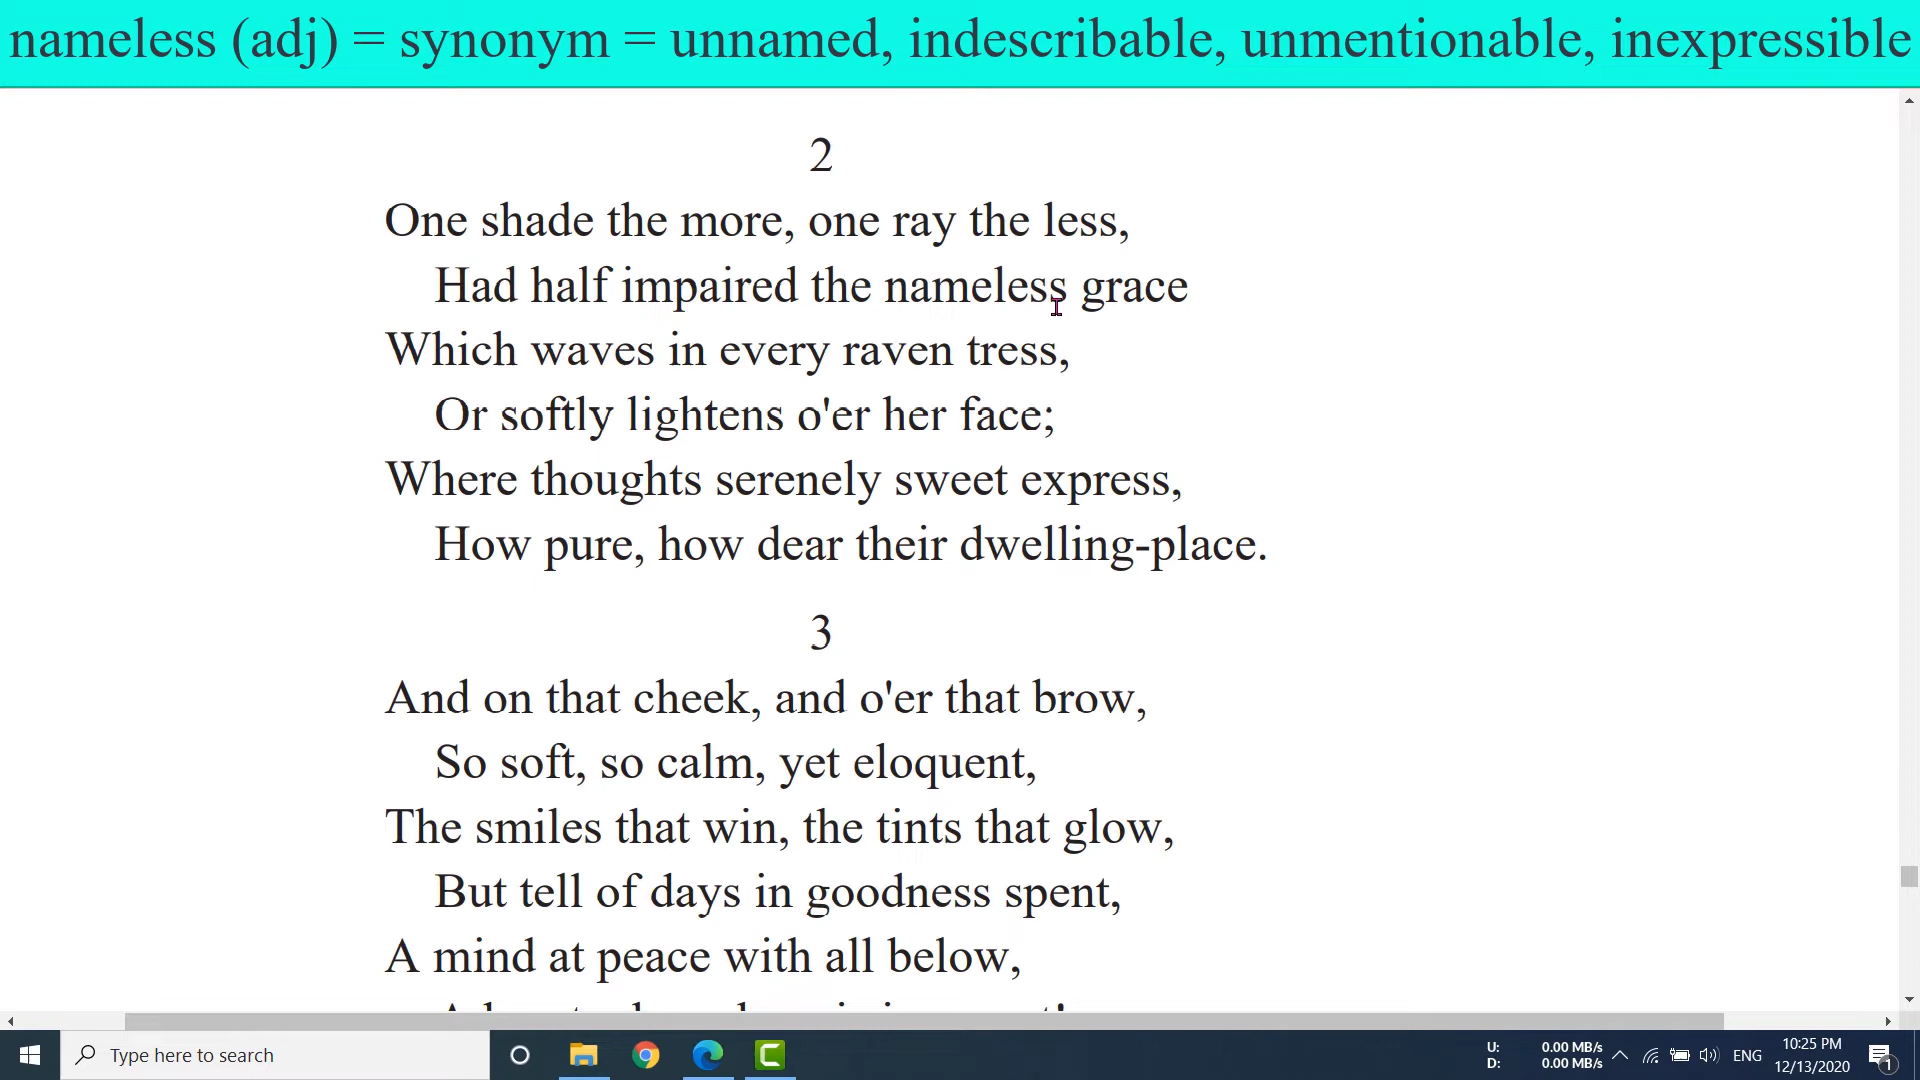 nameless (adj) = synonym = unnamed, indescribable, unmentionable, inexpressible
2
One shade the more, one ray the less,
Had half impaired the nameless grace
Which waves in every raven tress,
Or softly lightens o'er her face;
Where thoughts serenely sweet express,
How pure, how dear their dwelling-place.
3
And on that cheek, and o'er that brow,
So soft, so calm, yet eloquent,
The smiles that win, the tints that glow,
But tell of days in goodness spent,
A mind at peace with all below,
Type here to search
U: 0.00 MB/s
D: 0.00 MB/s
ENG
10:25 PM
12/13/2020
1